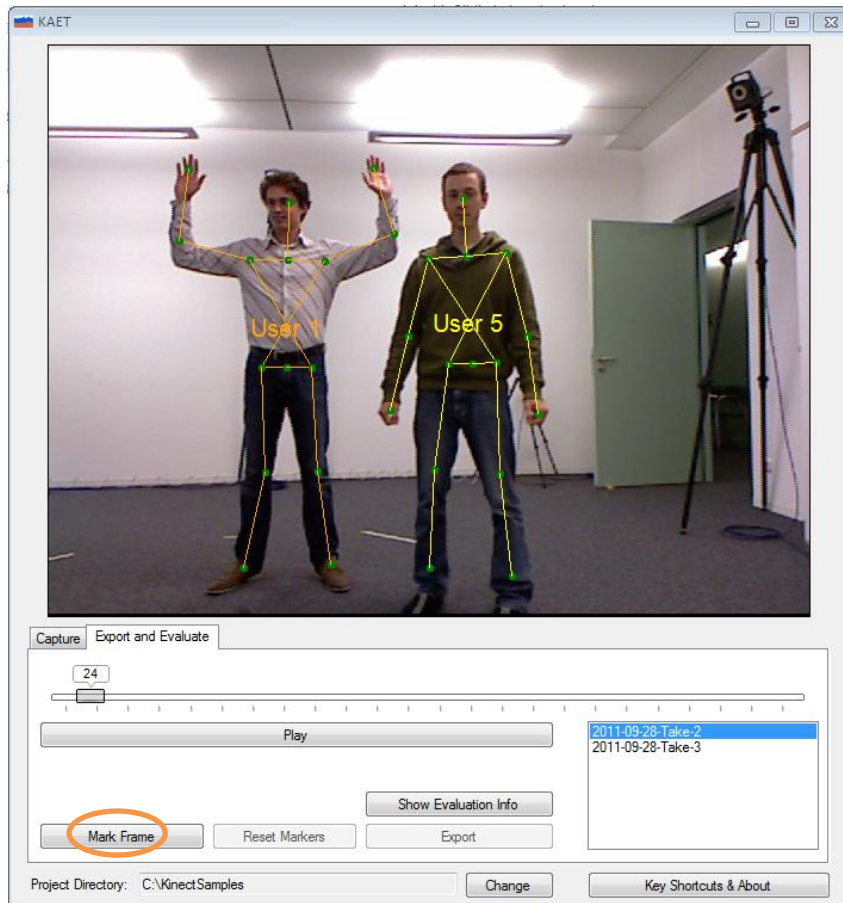 KAET
User 1
User 5
Capture
Export and Evaluate
24
Play
2011-09-28-Take-2
2011-09-28-Take-3
Show Evaluation Info
Mark Frame
Reset Markers
Export
Project Directory: C:\KinectSamples
Change
Key Shortcuts & About